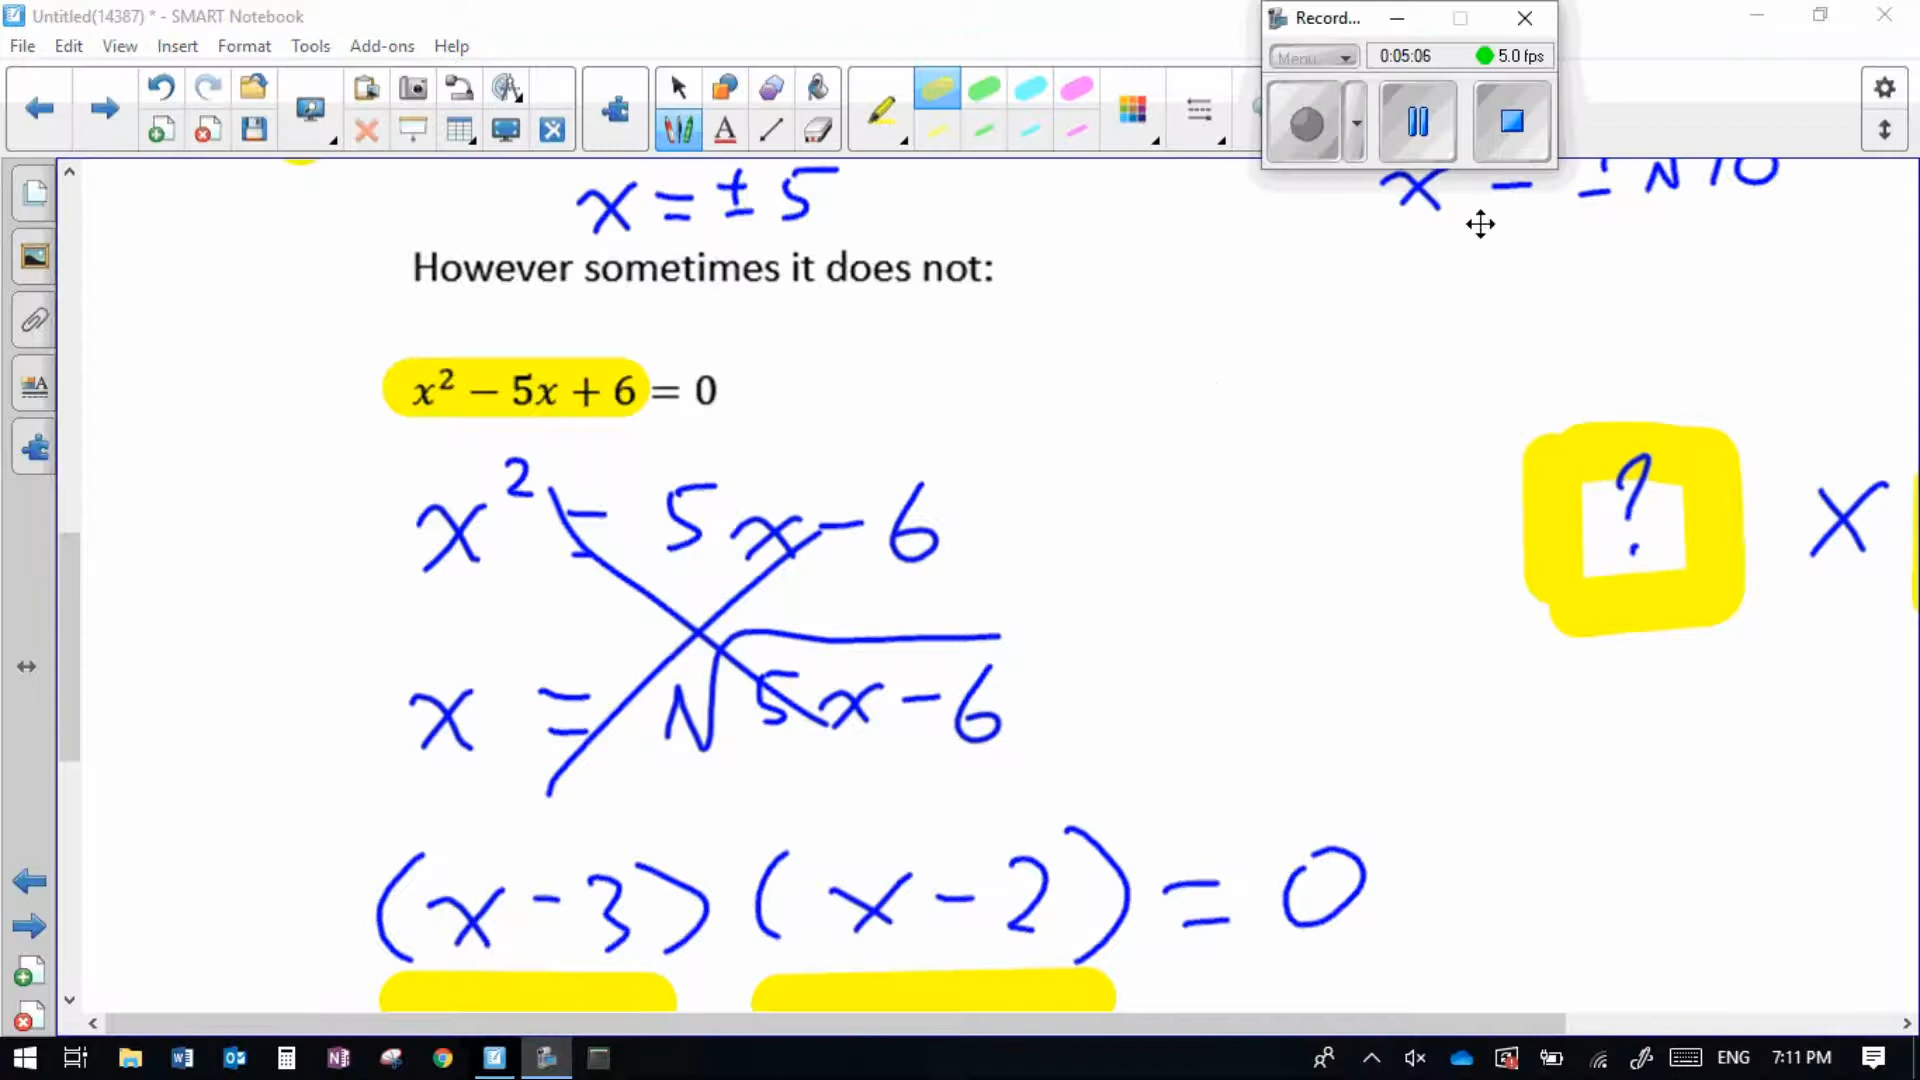 Untitled(14387) * - SMART Notebook
File Edit View Insert Format Tools Add-ons Help
Record...
Menu 0:05:06 5.0 fps
x = ± 5
x = ± √10
However sometimes it does not:
x² − 5x + 6 = 0
x² = 5x - 6
? x
x = √5x - 6
(x - 3) (x - 2) = 0
ENG 7:11 PM